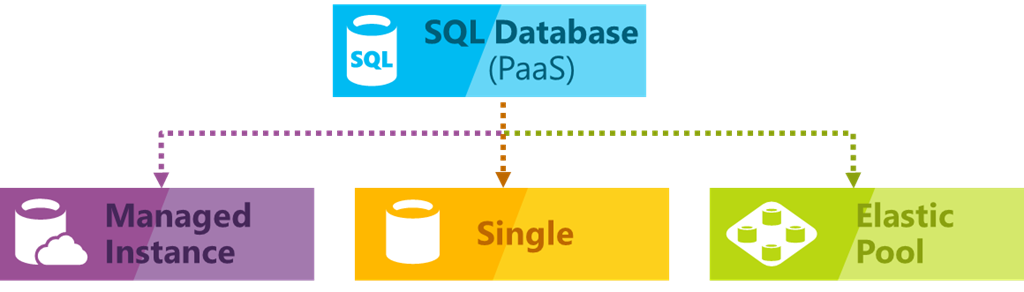 SQL
SQL Database
(PaaS)
Managed
Instance
Single
Elastic
Pool